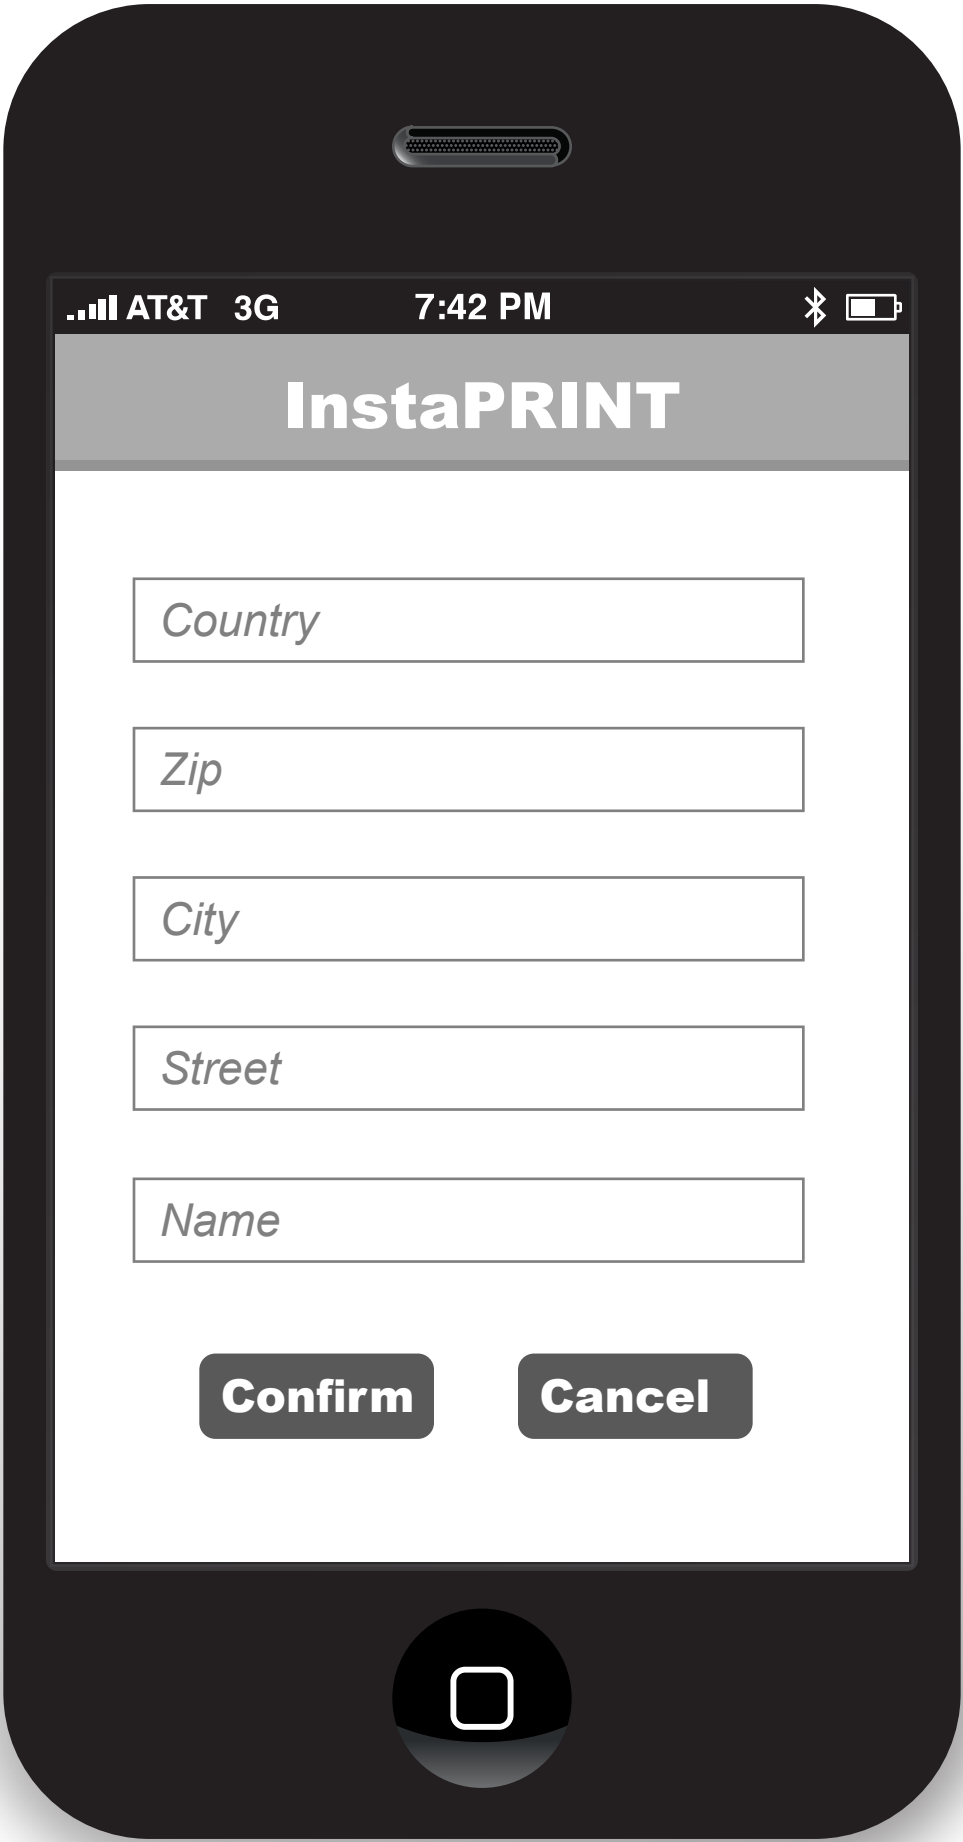 AT&T 3G 7:42 PM
InstaPRINT
Country
Zip
City
Street
Name
Confirm Cancel